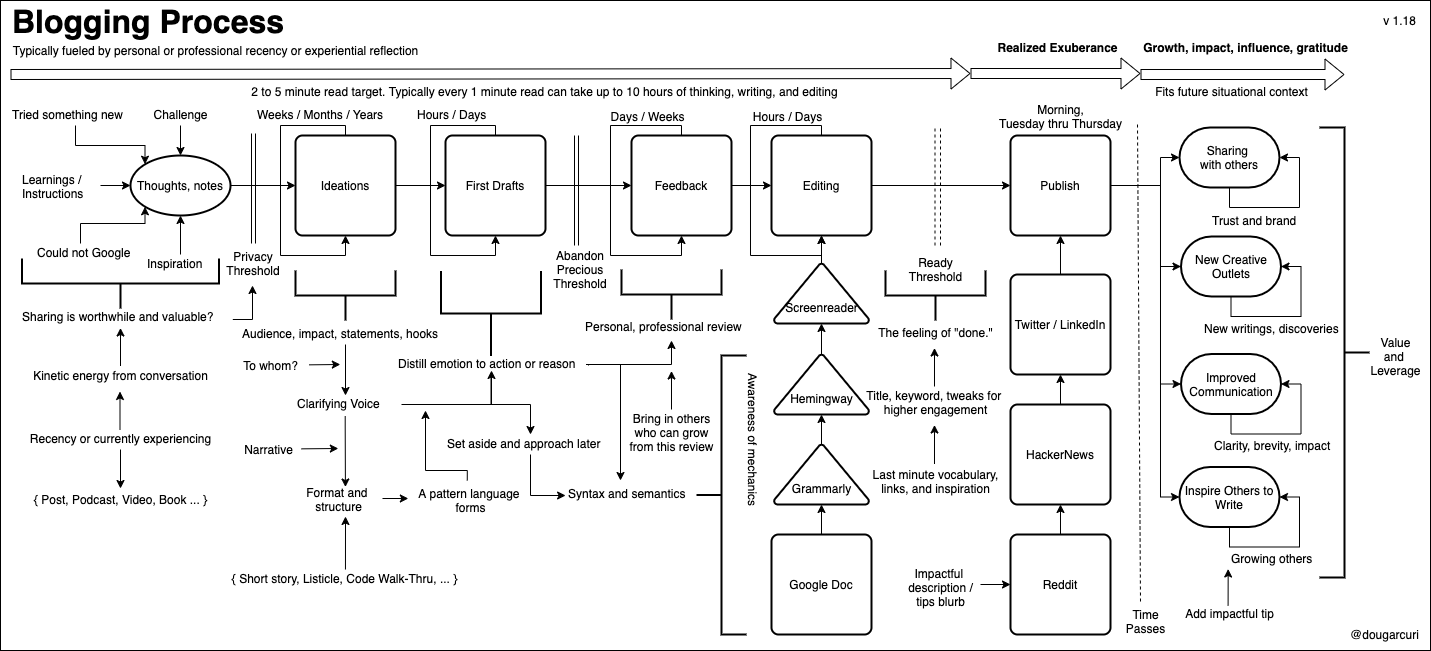 Blogging Process
v 1.18
Typically fueled by personal or professional recency or experiential reflection
Realized Exuberance
Growth, impact, influence, gratitude
2 to 5 minute read target. Typically every 1 minute read can take up to 10 hours of thinking, writing, and editing
Fits future situational context
Tried something new
Challenge
Learnings /
Instructions
Thoughts, notes
Could not Google
Inspiration
Privacy
Threshold
Sharing is worthwhile and valuable?
Kinetic energy from conversation
Recency or currently experiencing
{ Post, Podcast, Video, Book ... }
Weeks / Months / Years
Ideations
Audience, impact, statements, hooks
To whom?
Clarifying Voice
Narrative
Format and
structure
{ Short story, Listicle, Code Walk-Thru, ... }
Hours / Days
First Drafts
Distill emotion to action or reason
Set aside and approach later
A pattern language
forms
Abandon
Precious
Threshold
Days / Weeks
Feedback
Personal, professional review
Bring in others
who can grow
from this review
Syntax and semantics
Awareness of mechanics
Hours / Days
Editing
Screenreader
Hemingway
Grammarly
Google Doc
Ready
Threshold
The feeling of "done."
Title, keyword, tweaks for
higher engagement
Last minute vocabulary,
links, and inspiration
Impactful
description /
tips blurb
Morning,
Tuesday thru Thursday
Publish
Twitter / LinkedIn
HackerNews
Reddit
Time
Passes
Sharing
with others
Trust and brand
New Creative
Outlets
New writings, discoveries
Improved
Communication
Clarity, brevity, impact
Inspire Others to
Write
Growing others
Add impactful tip
Value
and
Leverage
@dougarcuri